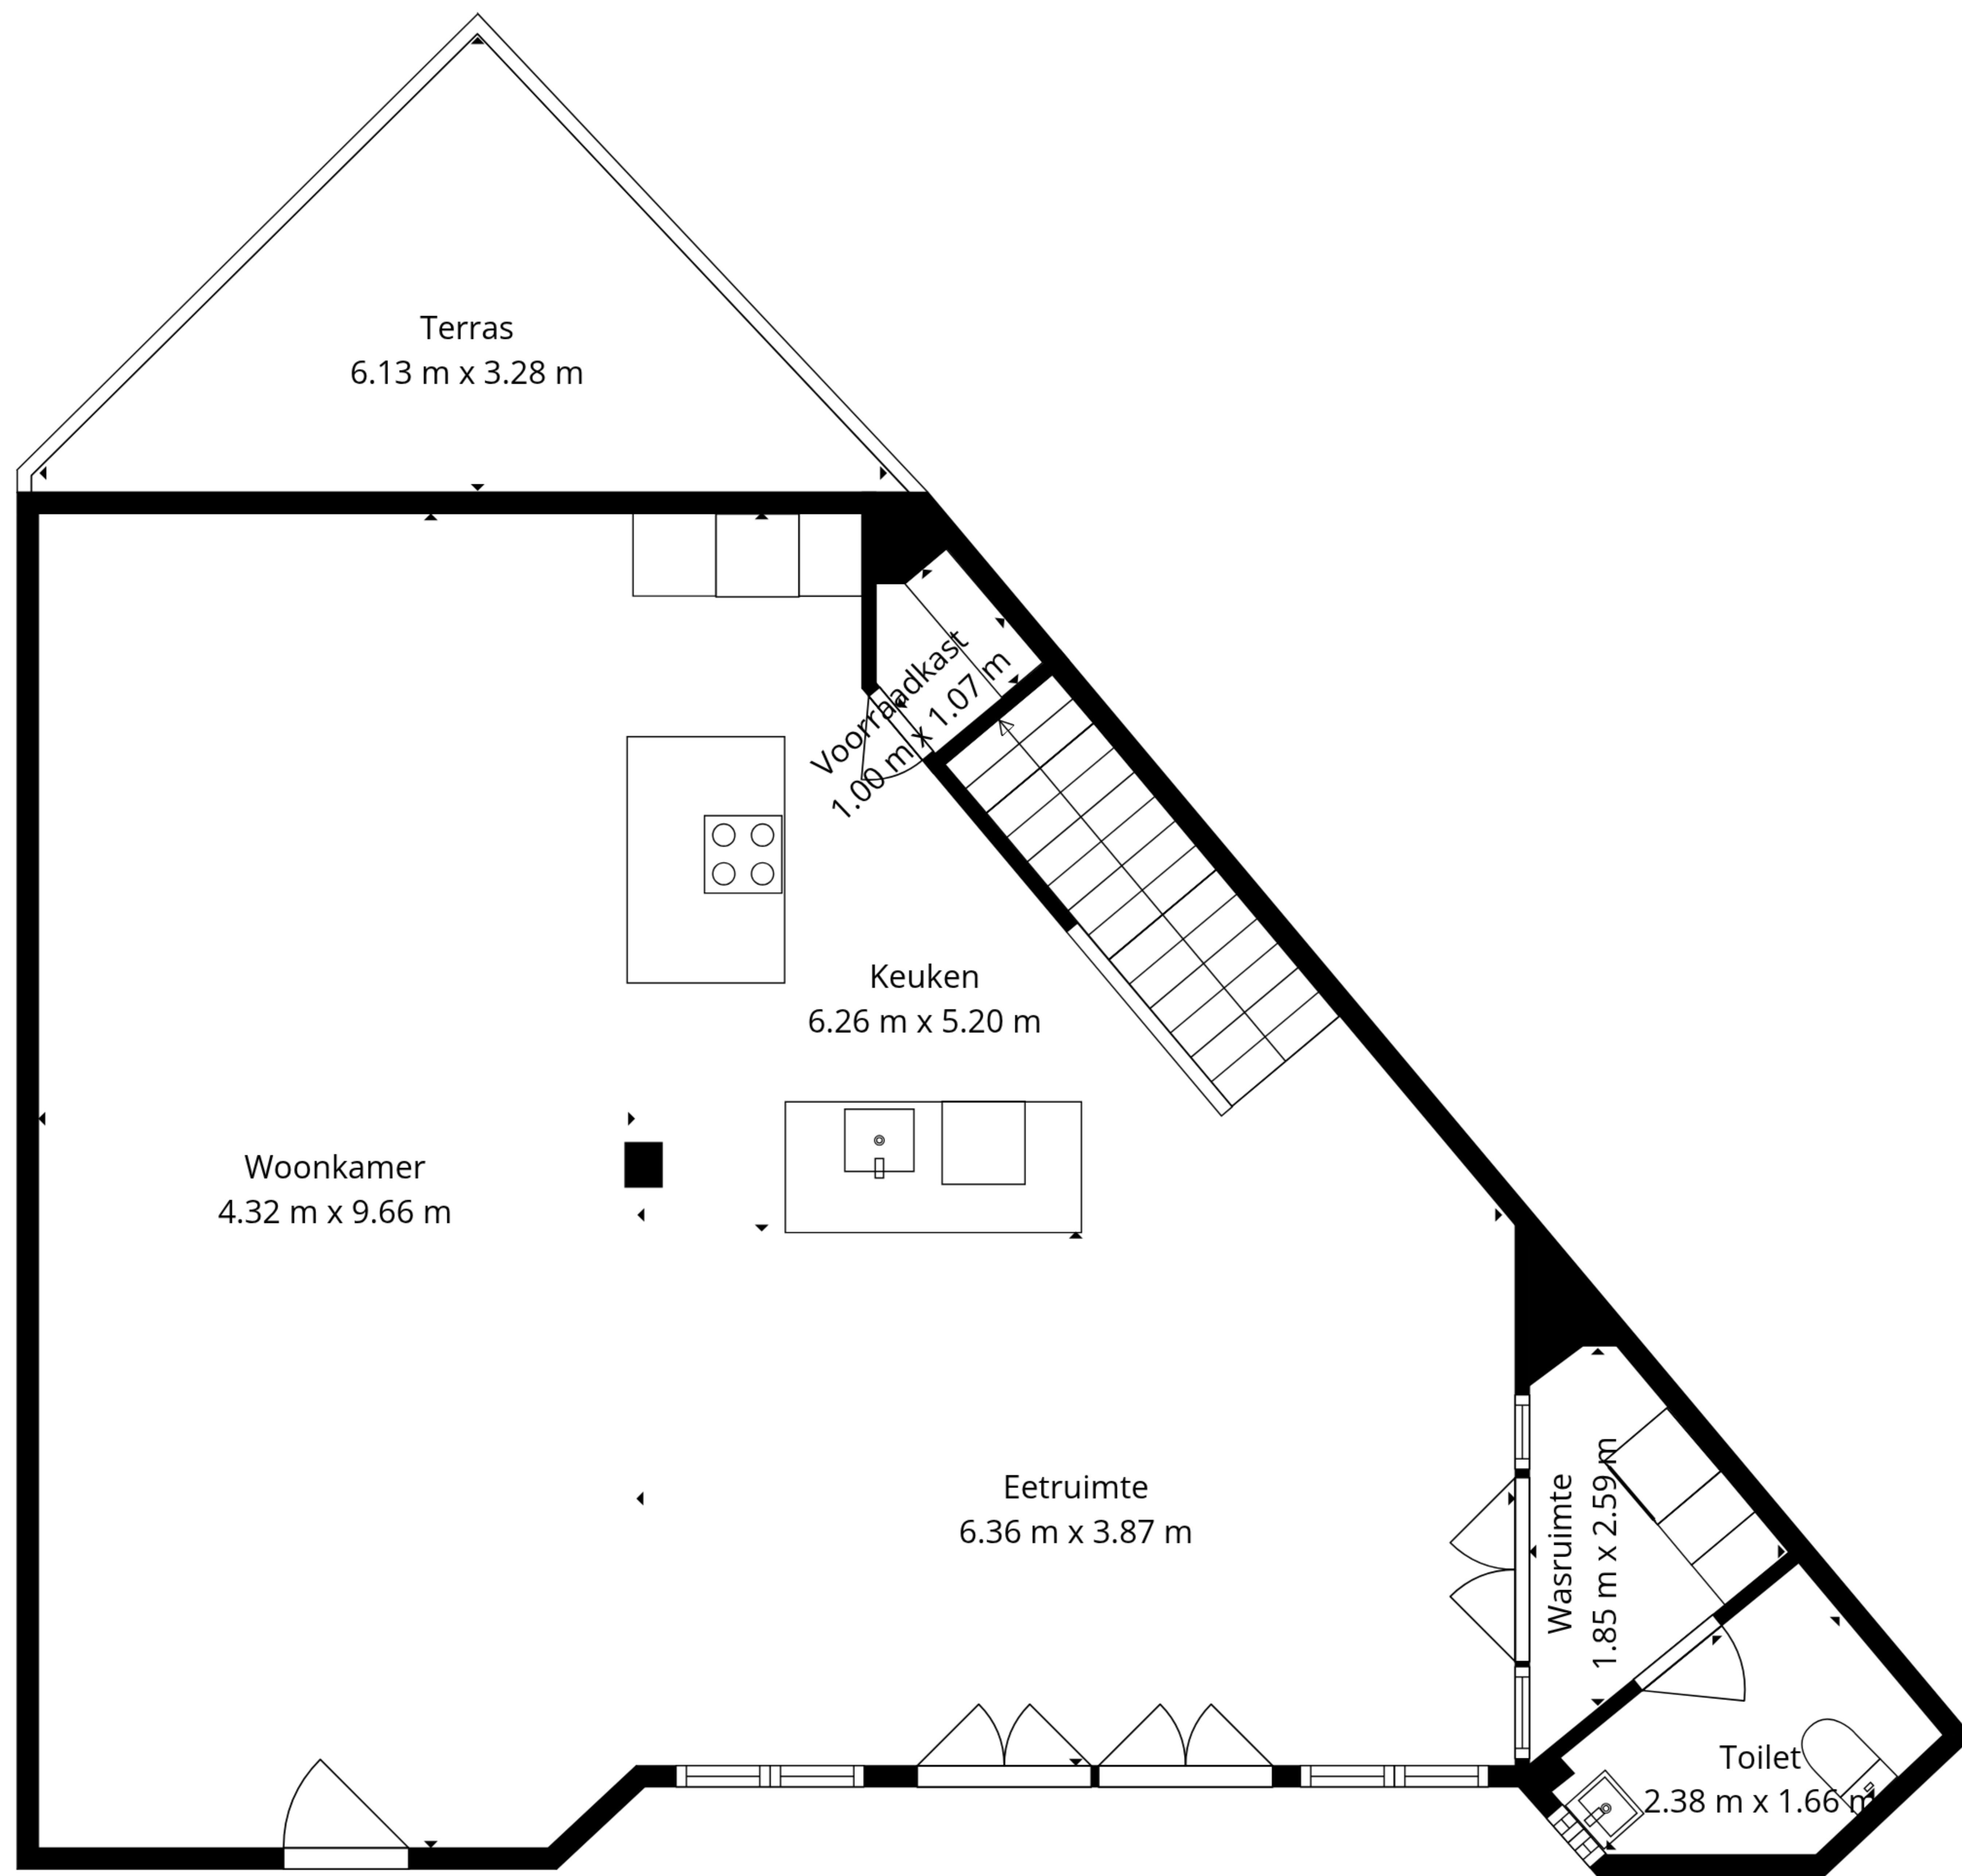 Terras
6.13 m x 3.28 m
Voorraadkast
1.00 m x 1.07 m
Keuken
6.26 m x 5.20 m
Woonkamer
4.32 m x 9.66 m
Eetruimte
6.36 m x 3.87 m
Wasruimte
1.85 m x 2.59 m
Toilet
2.38 m x 1.66 m